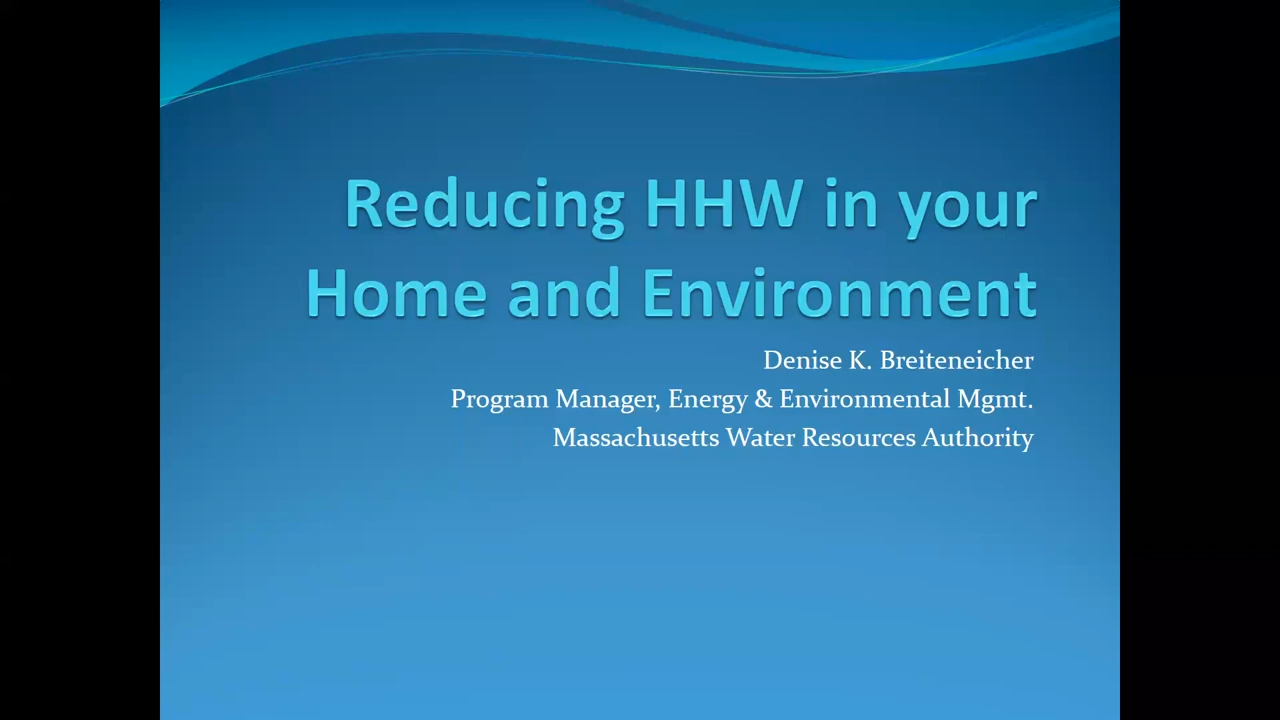 Reducing HHW in your
Home and Environment
Denise K. Breiteneicher
Program Manager, Energy & Environmental Mgmt.
Massachusetts Water Resources Authority